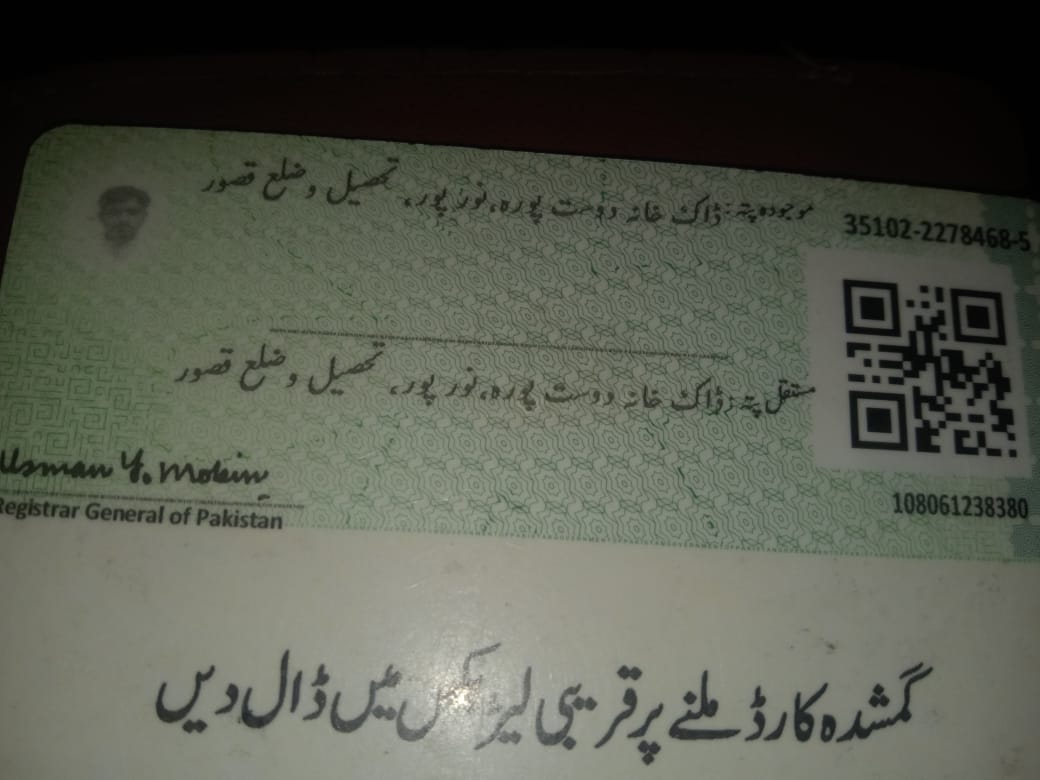 موجودہ پتہ: ڈاک خانہ دوست پورہ،نور پور، تحصیل و ضلع قصور
35102-2278468-5
مستقل پتہ: ڈاک خانہ دوست پورہ،نور پور، تحصیل و ضلع قصور
Usman Y. Mobin
Registrar General of Pakistan
108061238380
گمشدہ کارڈ ملنے پر قریبی لیٹر بکس میں ڈال دیں